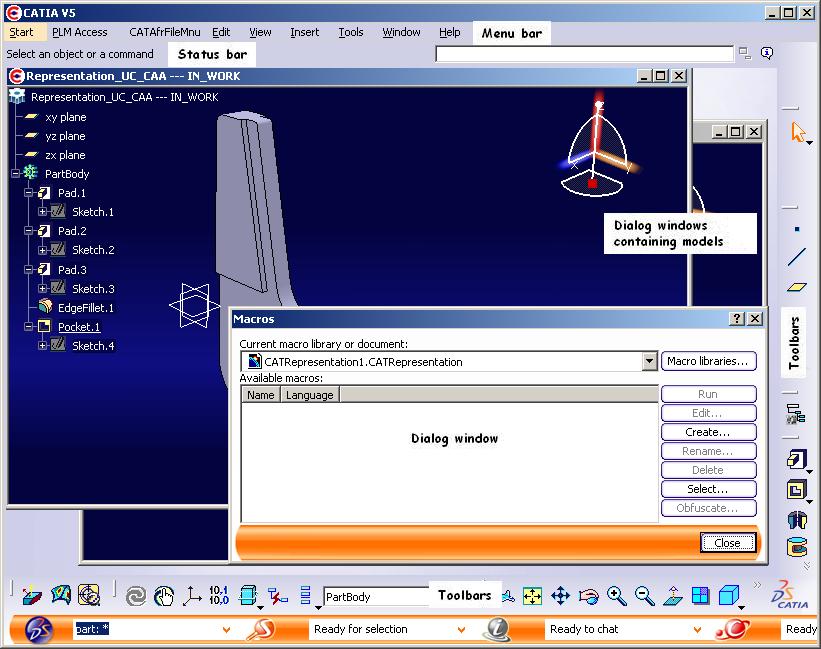 CATIA V5
Start PLM Access CATAfrFileMnu Edit View Insert Tools Window Help Menu bar
Select an object or a command Status bar
Representation_UC_CAA --- IN_WORK
Representation_UC_CAA --- IN_WORK
xy plane
yz plane
zx plane
PartBody
Pad.1
Sketch.1
Pad.2
Sketch.2
Pad.3
Sketch.3
EdgeFillet.1
Pocket.1
Sketch.4
Dialog windows
containing models
Toolbars
Macros
Current macro library or document:
CATRepresentation1.CATRepresentation
Macro libraries...
Available macros:
Name Language
Dialog window
Run
Edit...
Create...
Rename...
Delete
Select...
Obfuscate...
Close
10,1
10,0
PartBody
Toolbars
CATIA
part: *
Ready for selection
Ready to chat
Ready